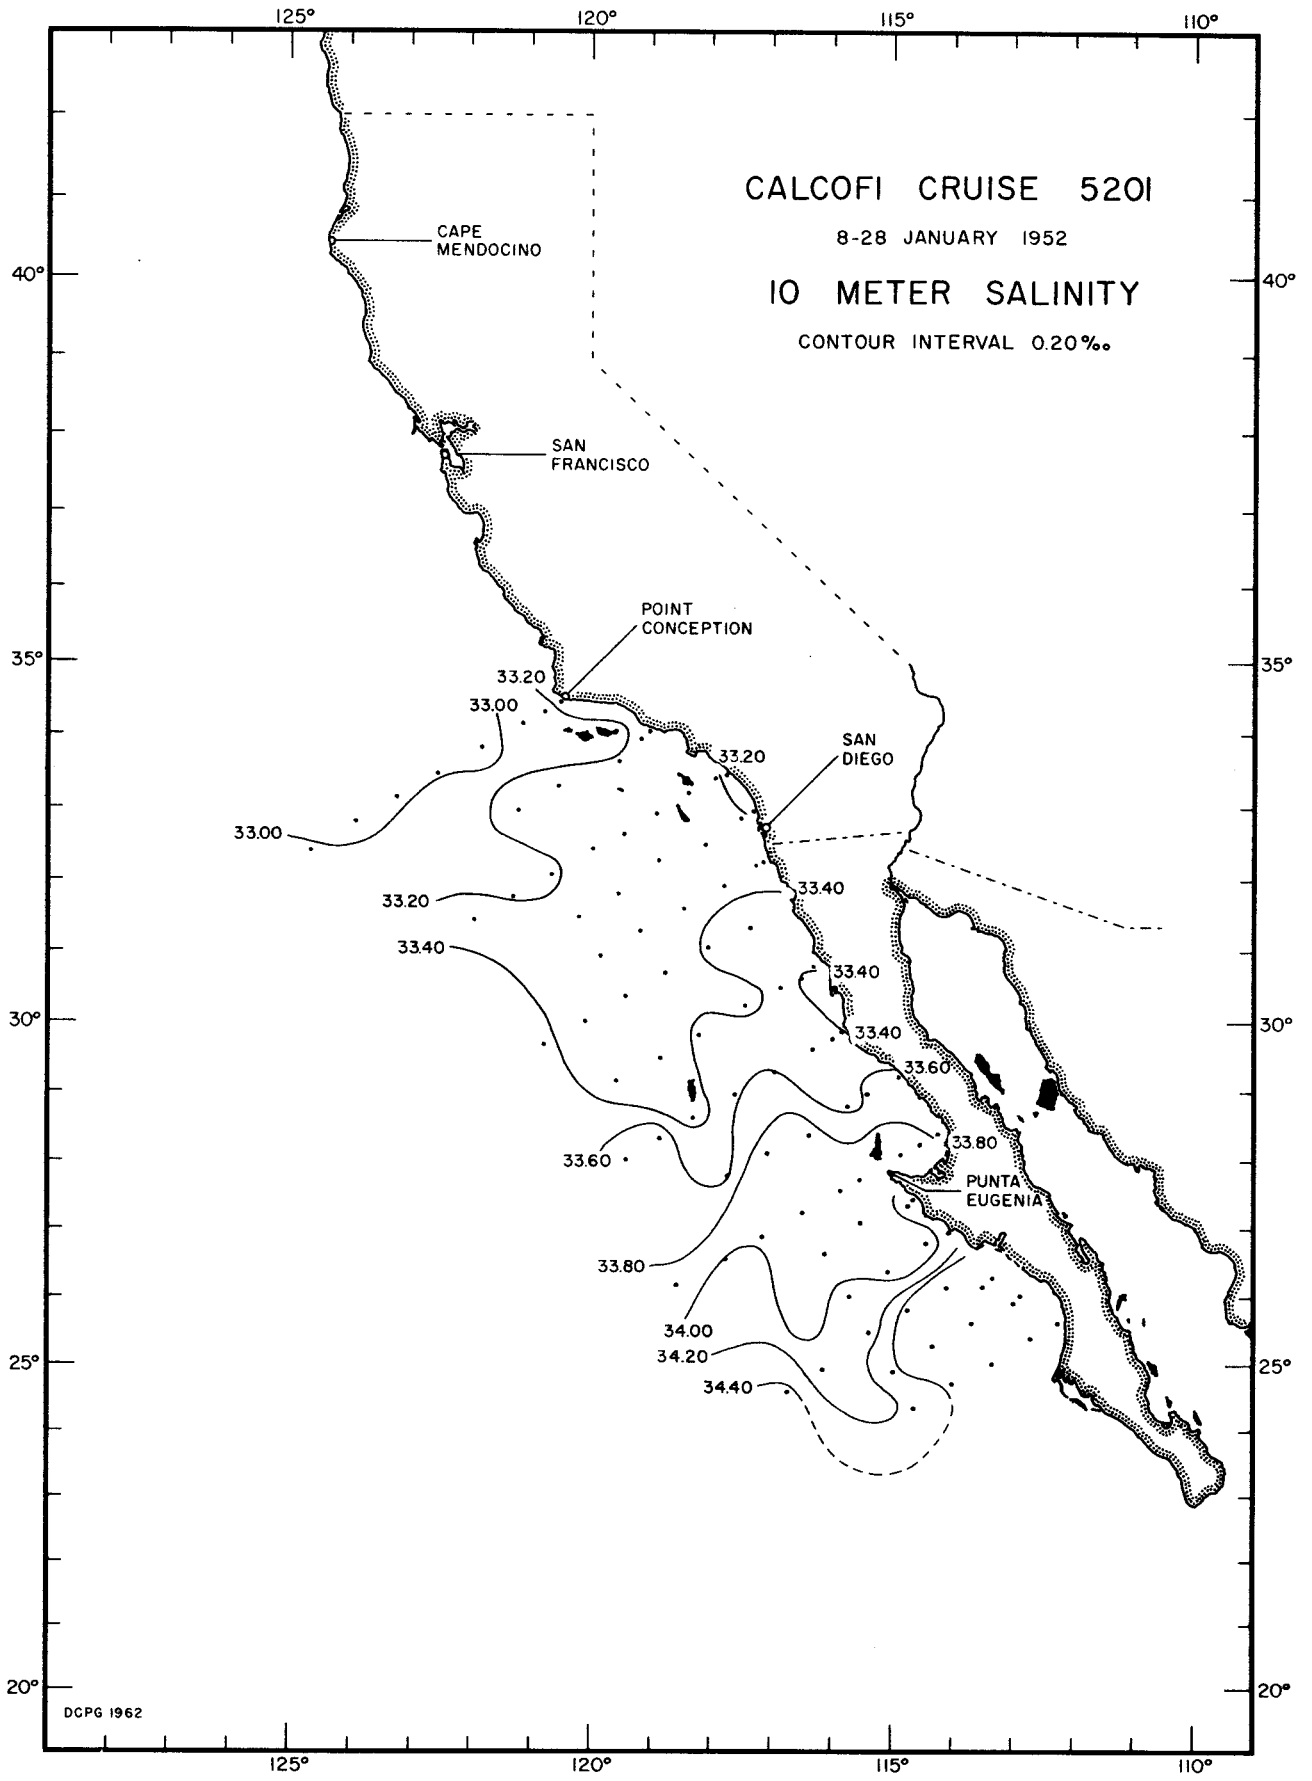 125° 120° 115° 110°
CALCOFI CRUISE 5201
8-28 JANUARY 1952
10 METER SALINITY
CONTOUR INTERVAL 0.20‰
CAPE
MENDOCINO
40° 40°
SAN
FRANCISCO
POINT
CONCEPTION
35° 35°
33.20
33.00
SAN
DIEGO
33.20
33.00
33.40
33.20
33.40
33.40
30° 30°
33.40
33.60
33.80
33.60
PUNTA
EUGENIA
33.80
34.00
34.20
25° 25°
34.40
20° 20°
DCPG 1962
125° 120° 115° 110°